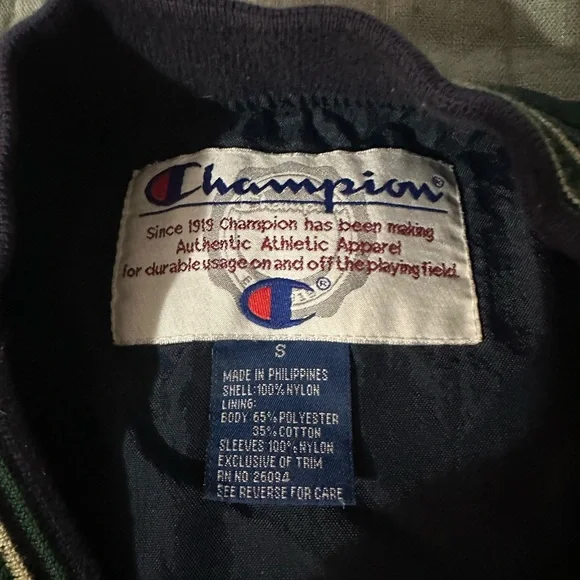 Champion®
Since 1919 Champion has been making
Authentic Athletic Apparel
for durable usage on and off the playing field.
®
S
MADE IN PHILIPPINES
SHELL:100% NYLON
LINING:
BODY 65% POLYESTER
35% COTTON
SLEEVES 100% NYLON
EXCLUSIVE OF TRIM
RN NO 26094
SEE REVERSE FOR CARE